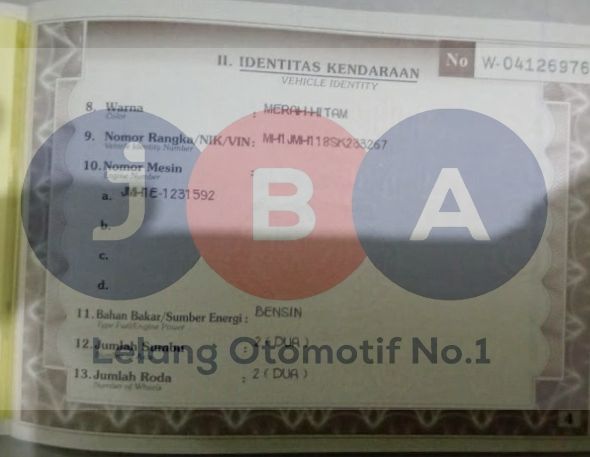 II. IDENTITAS KENDARAAN
VEHICLE IDENTITY
No W-04126976
8. Warna : MERAH HITAM
Color
9. Nomor Rangka/NIK/VIN:
Vehicle Identity Number
10. Nomor Mesin :
Engine Number
a. JMH1E-1231592
b.
c.
d.
J B A
11. Bahan Bakar/Sumber Energi : BENSIN
Type Fuel/Engine Power
12. Jumlah Sumbu : 2 ( DUA )
Lelang Otomotif No.1
13. Jumlah Roda : 2 ( DUA )
Number of Wheels
4